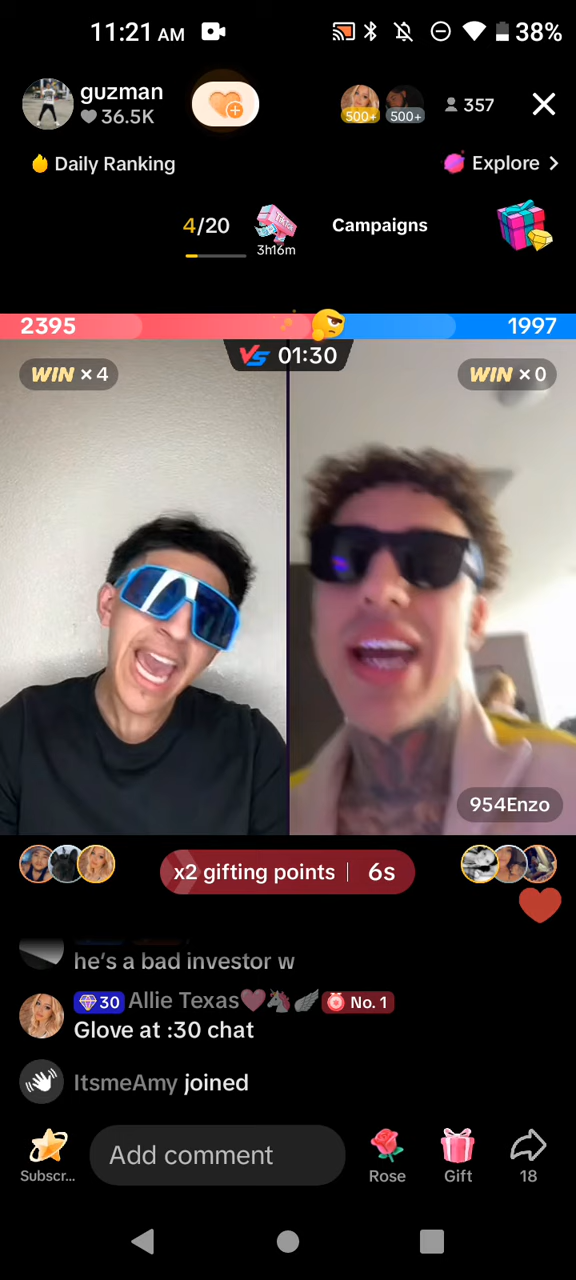 11:21 AM
38%
guzman
36.5K
500+
500+
357
Daily Ranking
Explore >
4/20
TikTok
3h16m
Campaigns
2395
1997
VS 01:30
WIN × 4
WIN × 0
954Enzo
x2 gifting points | 6s
he's a bad investor w
30 Allie Texas No. 1
Glove at :30 chat
ItsmeAmy joined
Add comment
Subscr...
Rose
Gift
18